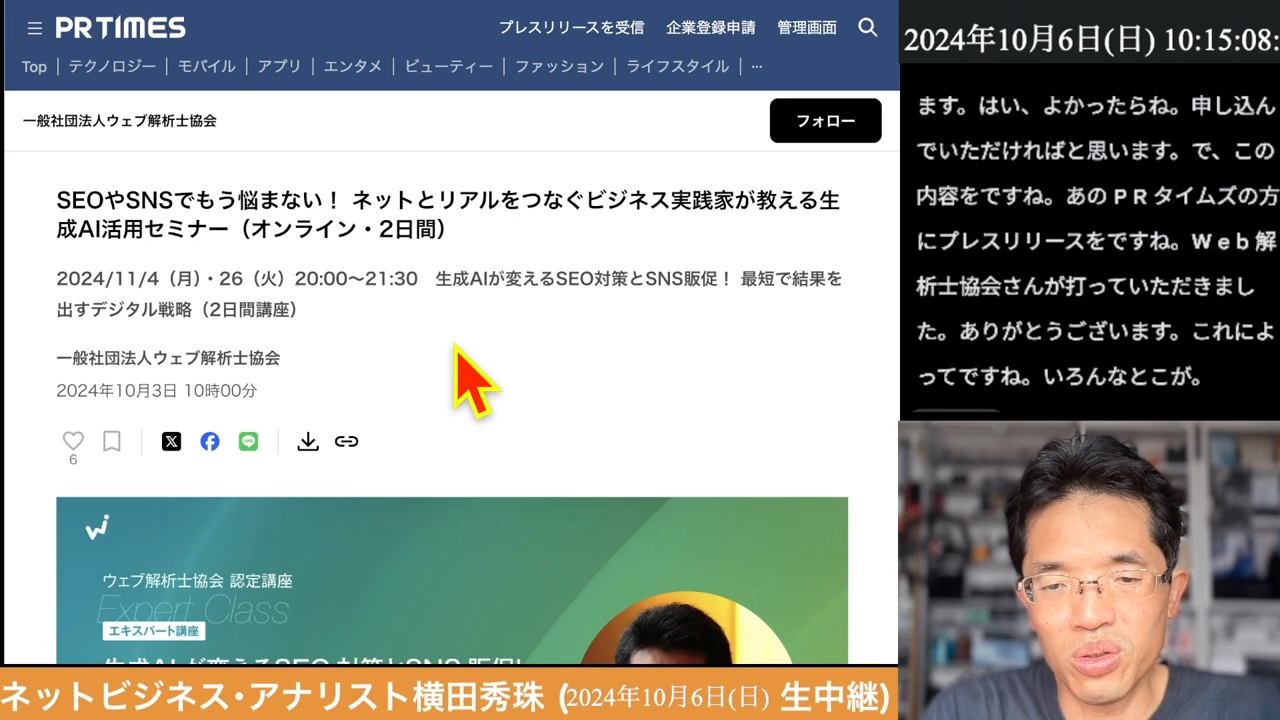 PR TIMES
プレスリリースを受信 企業登録申請 管理画面
Top | テクノロジー | モバイル | アプリ | エンタメ | ビューティー | ファッション | ライフスタイル | ...
一般社団法人ウェブ解析士協会
フォロー
SEOやSNSでもう悩まない！ ネットとリアルをつなぐビジネス実践家が教える生
成AI活用セミナー（オンライン・2日間）
2024/11/4（月）・26（火）20:00〜21:30　生成AIが変えるSEO対策とSNS販促！ 最短で結果を
出すデジタル戦略（2日間講座）
一般社団法人ウェブ解析士協会
2024年10月3日 10時00分
6
ウェブ解析士協会 認定講座
Expert Class
エキスパート講座
生成AIが変えるSEO対策とSNS販促!
2024年10月6日(日) 10:15:08:
ます。はい、よかったらね。申し込ん
でいただければと思います。で、この
内容をですね。あのＰＲタイムズの方
にプレスリリースをですね。Ｗｅｂ解
析士協会さんが打っていただきまし
た。ありがとうございます。これによ
ってですね。いろんなとこが。
ネットビジネス･アナリスト横田秀珠 (2024年10月6日(日) 生中継)